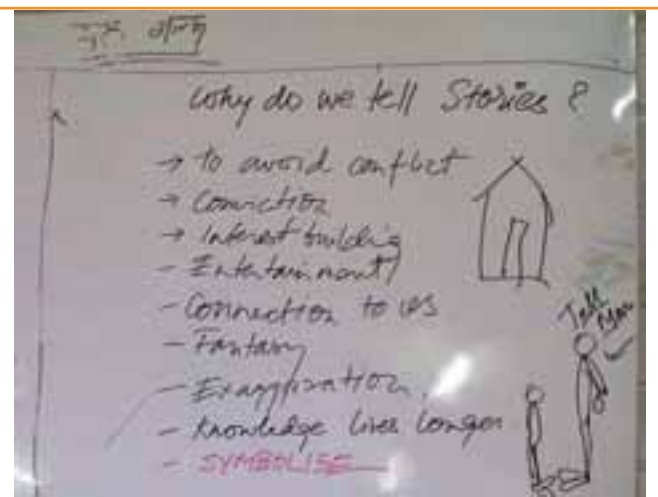 Why do we tell Stories ?
→ to avoid conflict
→ Conviction
→ Interest building
- Entertainment
- Connection to us
- Fantasy
- Exaggeration.
- Knowledge lives longer
- SYMBOLISE
Tall Man